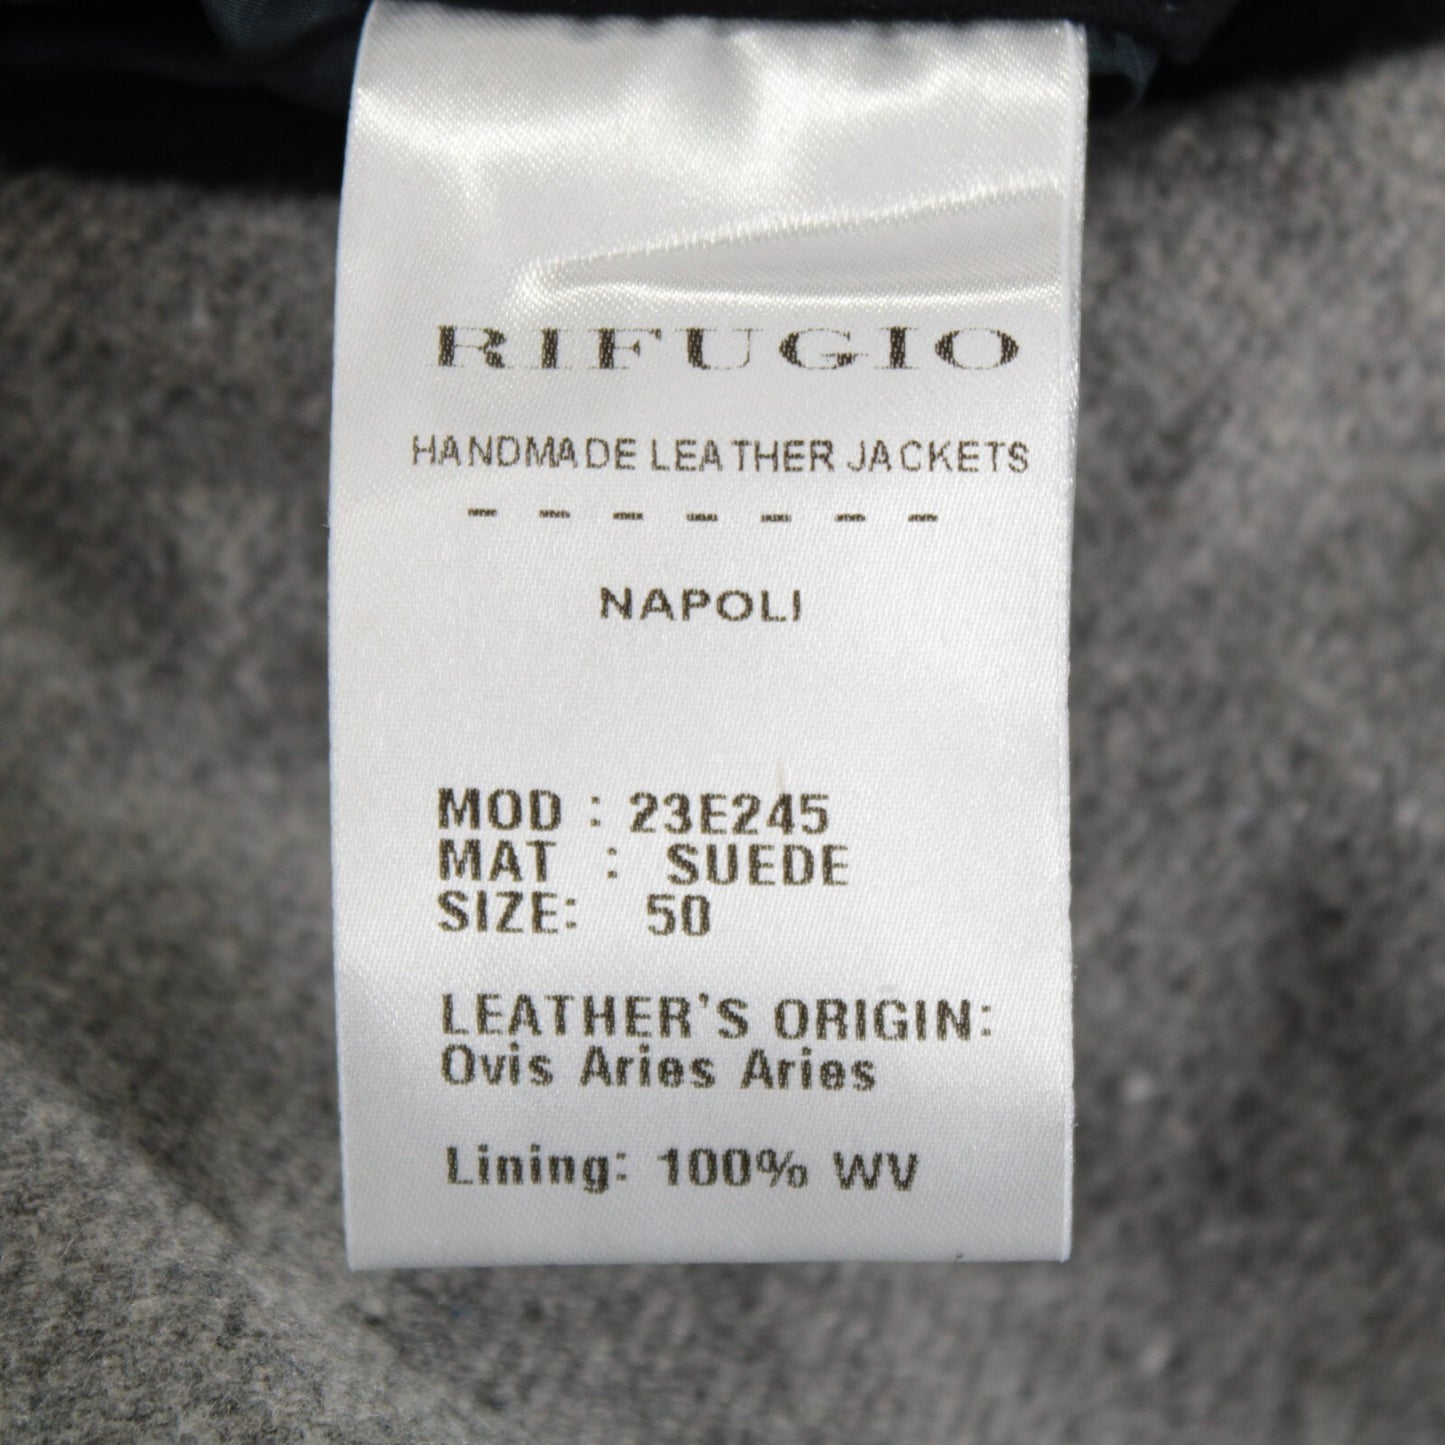 RIFUGIO
HANDMADE LEATHER JACKETS
- - - - - - -
NAPOLI
MOD : 23E245
MAT : SUEDE
SIZE: 50
LEATHER'S ORIGIN:
Ovis Aries Aries
Lining: 100% WV